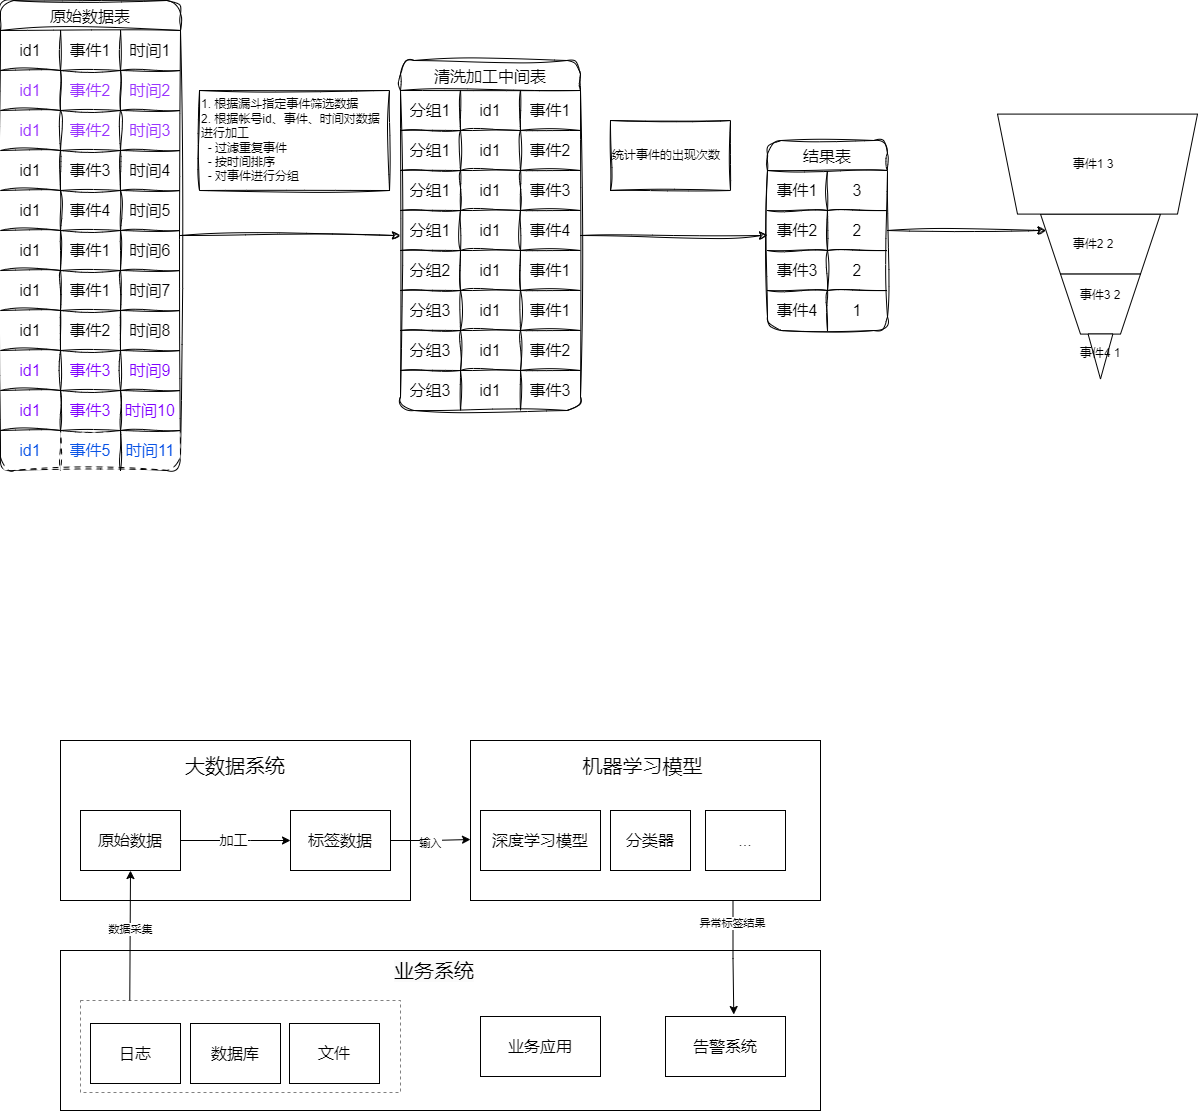 原始数据表
id1 事件1 时间1
id1 事件2 时间2
id1 事件2 时间3
id1 事件3 时间4
id1 事件4 时间5
id1 事件1 时间6
id1 事件1 时间7
id1 事件2 时间8
id1 事件3 时间9
id1 事件3 时间10
id1 事件5 时间11
1. 根据漏斗指定事件筛选数据
2. 根据帐号id、事件、时间对数据
进行加工
- 过滤重复事件
- 按时间排序
- 对事件进行分组
清洗加工中间表
分组1 id1 事件1
分组1 id1 事件2
分组1 id1 事件3
分组1 id1 事件4
分组2 id1 事件1
分组3 id1 事件1
分组3 id1 事件2
分组3 id1 事件3
统计事件的出现次数
结果表
事件1 3
事件2 2
事件3 2
事件4 1
事件1 3
事件2 2
事件3 2
事件4 1
大数据系统
原始数据
加工
标签数据
输入
机器学习模型
深度学习模型
分类器
...
数据采集
异常标签结果
业务系统
日志
数据库
文件
业务应用
告警系统